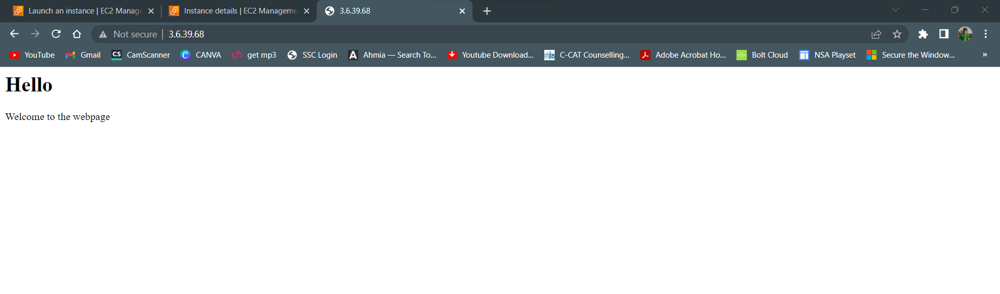 Launch an instance | EC2 Manage
Instance details | EC2 Manageme
3.6.39.68
Not secure | 3.6.39.68
YouTube Gmail CS CamScanner CANVA get mp3 SSC Login A Ahmia — Search To... Youtube Download... C-CAT Counselling... Adobe Acrobat Ho... Bolt Cloud NSA Playset Secure the Window... »
Hello
Welcome to the webpage